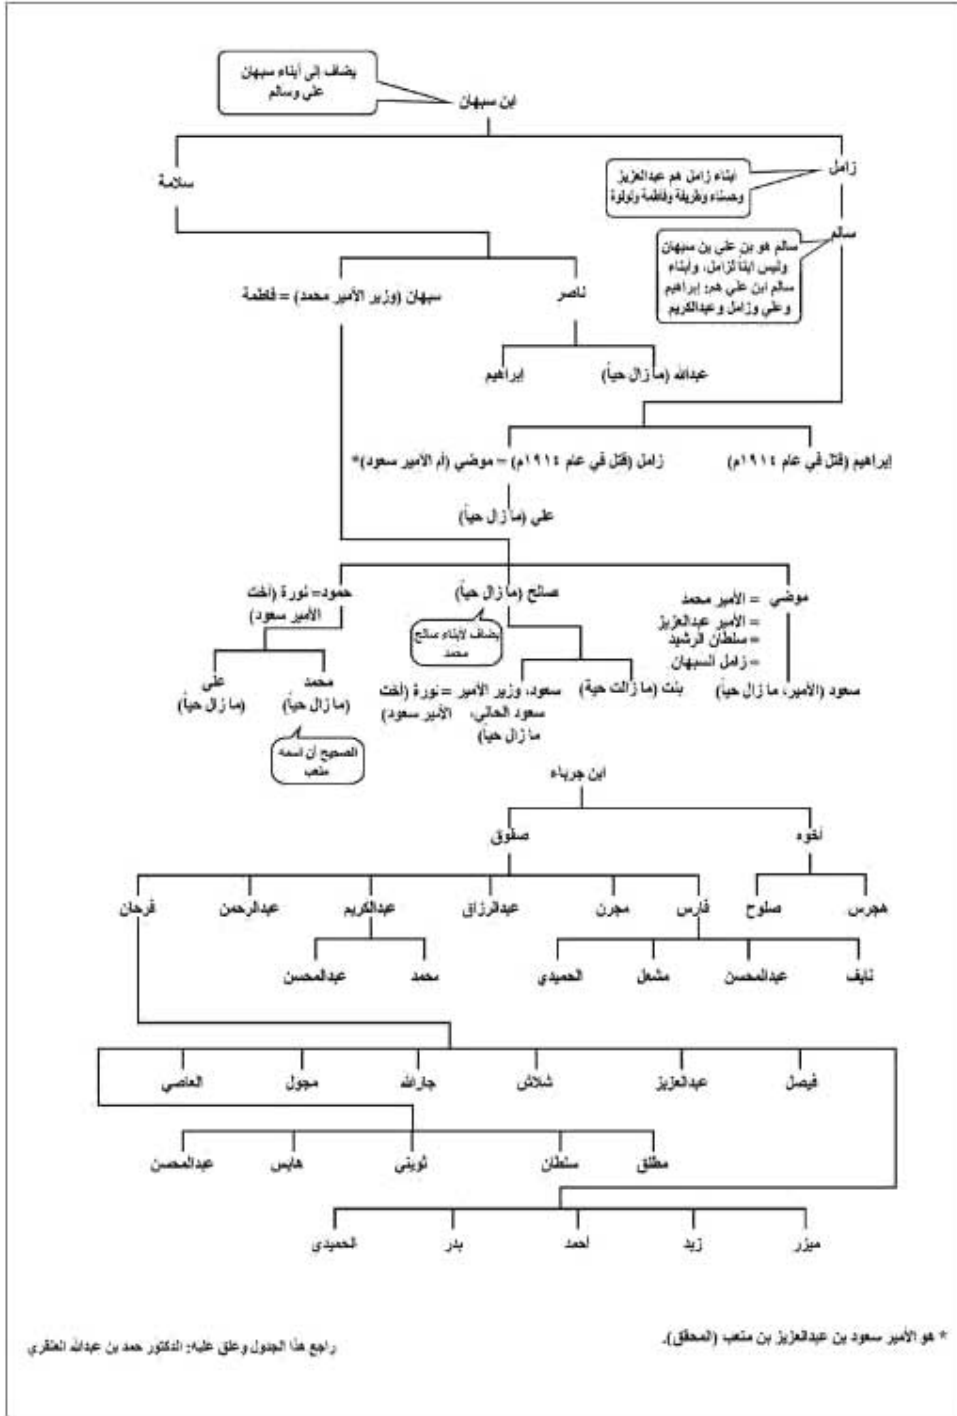 يضاف إلى أبناء سبهان
علي وسالم
ابن سبهان
زامل
أبناء زامل هم عبدالعزيز
وحسناء وطريفة وفاطمة ولولوة
سلامة
سالم
سالم هو بن علي بن سبهان
وليس ابناً لزامل، وأبناء
سالم ابن علي هم: إبراهيم
وعلي وزامل وعبدالكريم
ناصر
سبهان (وزير الأمير محمد) = فاطمة
عبدالله (ما زال حياً)
إبراهيم
إبراهيم (قتل في عام ١٩١٤م)
زامل (قتل في عام ١٩١٤م) = موضي (أم الأمير سعود)*
علي (ما زال حياً)
موضي
= الأمير محمد
= الأمير عبدالعزيز
= سلطان الرشيد
= زامل السبهان
صالح (ما زال حياً)
حمود= نورة (أخت
الأمير سعود)
يضاف لأبناء صالح
محمد
سعود (الأمير، ما زال حياً)
بنت (ما زالت حية)
سعود، وزير الأمير = نورة (أخت
سعود الحالي، الأمير سعود)
ما زال حياً)
محمد
(ما زال حياً)
علي
(ما زال حياً)
الصحيح أن اسمه
متعب
ابن جرباء
أخوه
صفوق
هجرس
صلوح
فارس
مجرن
عبدالرزاق
عبدالكريم
عبدالرحمن
فرحان
نايف
عبدالمحسن
مشعل
الحميدي
محمد
عبدالمحسن
فيصل
عبدالعزيز
شلاش
جارالله
مجول
العاصي
مطلق
سلطان
ثويني
هايس
عبدالمحسن
ميزر
زيد
أحمد
بدر
الحميدي
* هو الأمير سعود بن عبدالعزيز بن متعب (المحقق).
راجع هذا الجدول وعلق عليه: الدكتور حمد بن عبدالله العنقري